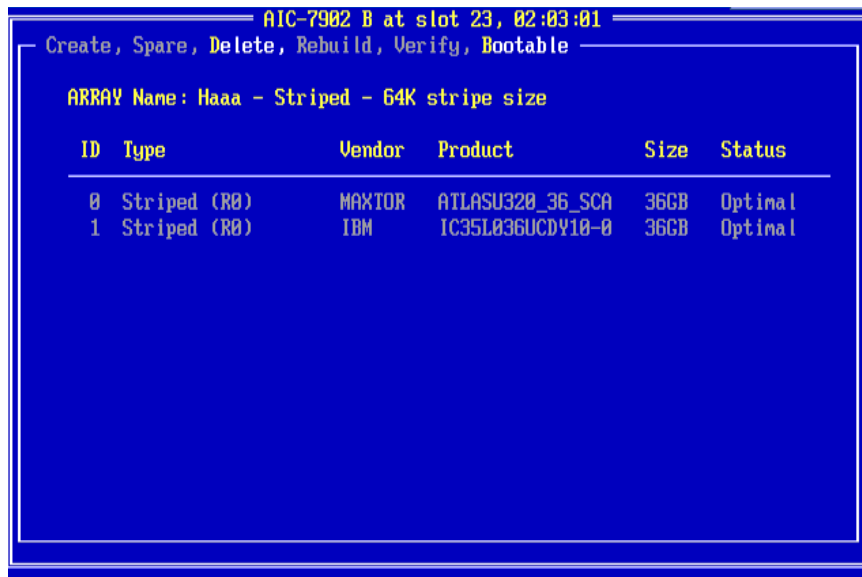 AIC-7902 B at slot 23, 02:03:01
Create, Spare, Delete, Rebuild, Verify, Bootable
ARRAY Name: Haaa - Striped - 64K stripe size
ID Type Vendor Product Size Status
0 Striped (R0) MAXTOR ATLASU320_36_SCA 36GB Optimal
1 Striped (R0) IBM IC35L036UCDY10-0 36GB Optimal